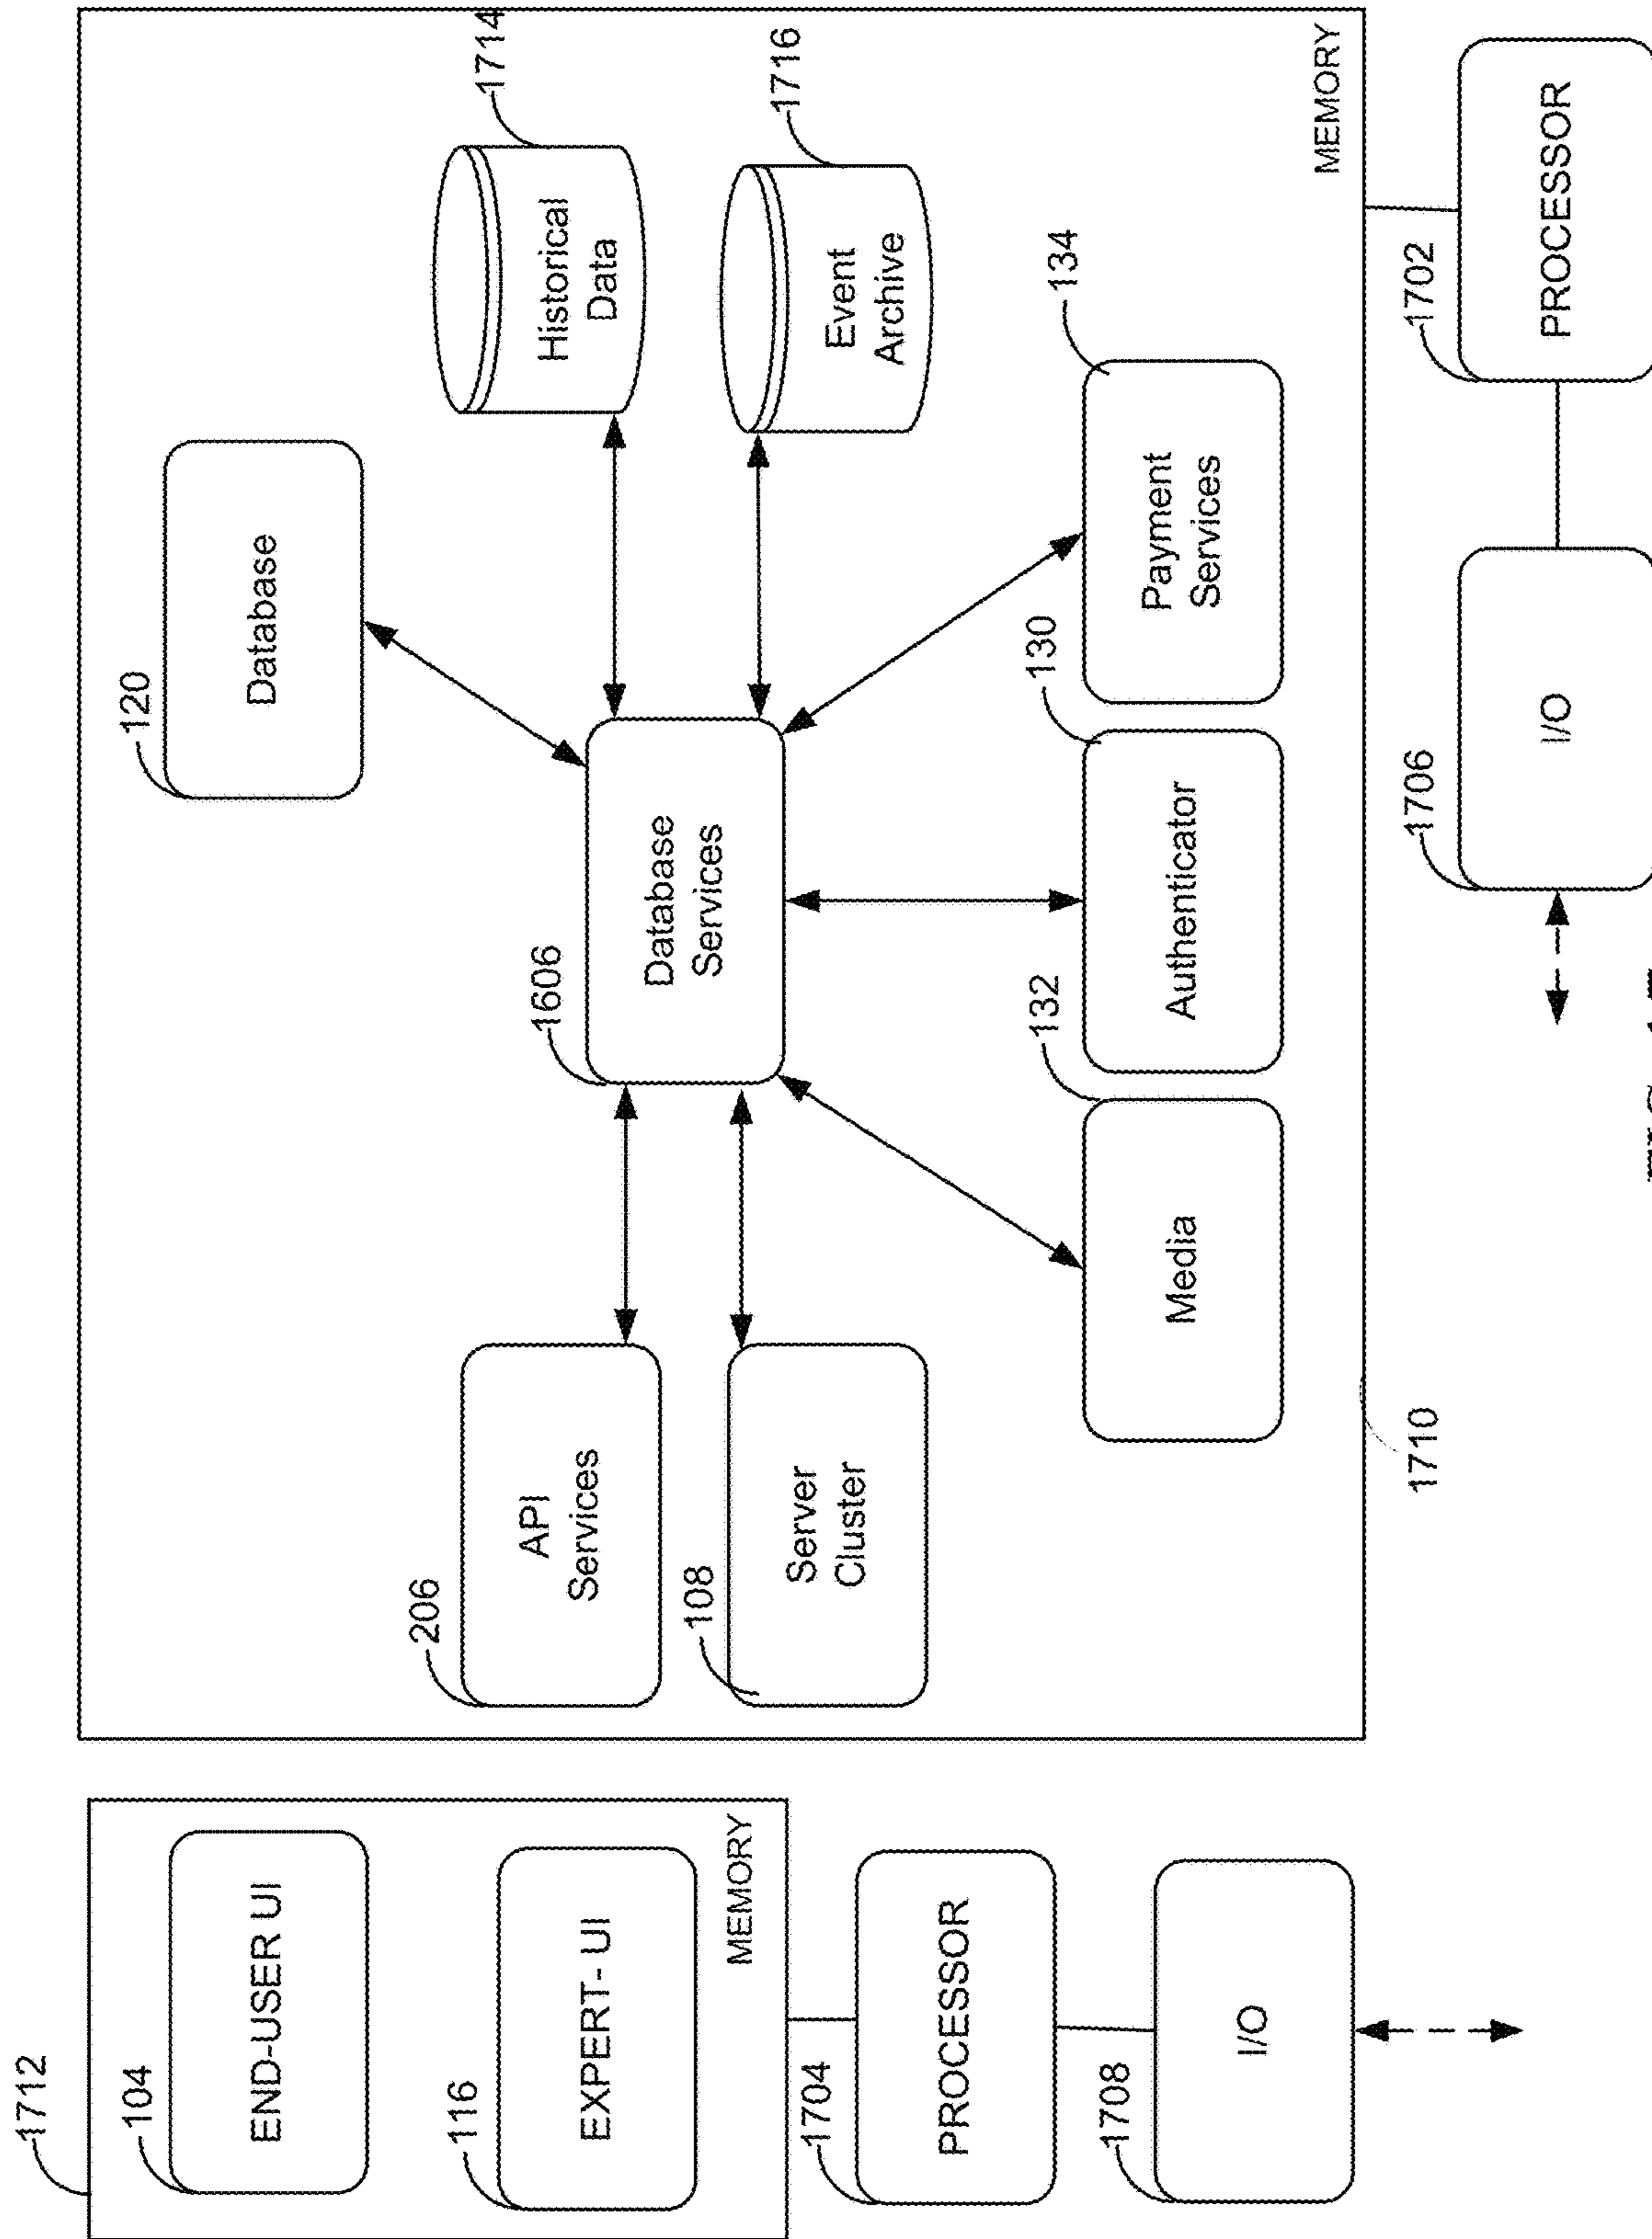 1712
104
END-USER UI
116
EXPERT- UI
MEMORY
1704
PROCESSOR
1708
I/O
120
Database
206
API
Services
108
Server
Cluster
1606
Database
Services
1714
Historical
Data
1716
Event
Archive
132
Media
130
Authenticator
134
Payment
Services
MEMORY
1710
1706
I/O
1702
PROCESSOR